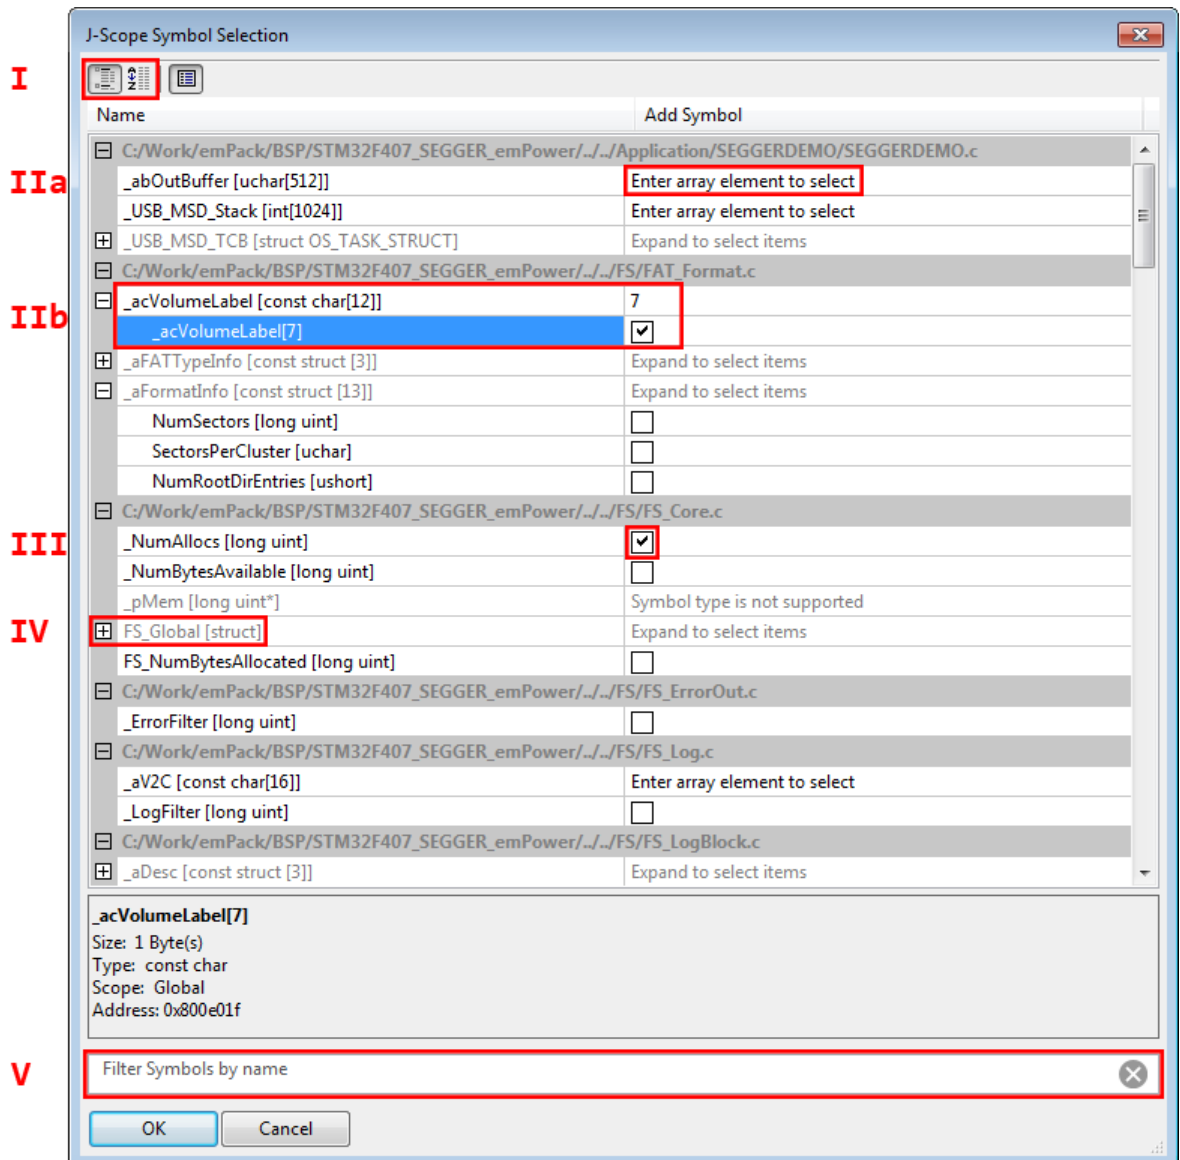 J-Scope Symbol Selection
I
Name Add Symbol
C:/Work/emPack/BSP/STM32F407_SEGGER_emPower/../../Application/SEGGERDEMO/SEGGERDEMO.c
IIa _abOutBuffer [uchar[512]] Enter array element to select
_USB_MSD_Stack [int[1024]] Enter array element to select
_USB_MSD_TCB [struct OS_TASK_STRUCT] Expand to select items
C:/Work/emPack/BSP/STM32F407_SEGGER_emPower/../../FS/FAT_Format.c
IIb _acVolumeLabel [const char[12]] 7
_acVolumeLabel[7]
_aFATTypeInfo [const struct [3]] Expand to select items
_aFormatInfo [const struct [13]] Expand to select items
NumSectors [long uint]
SectorsPerCluster [uchar]
NumRootDirEntries [ushort]
C:/Work/emPack/BSP/STM32F407_SEGGER_emPower/../../FS/FS_Core.c
III _NumAllocs [long uint]
_NumBytesAvailable [long uint]
_pMem [long uint*] Symbol type is not supported
IV FS_Global [struct] Expand to select items
FS_NumBytesAllocated [long uint]
C:/Work/emPack/BSP/STM32F407_SEGGER_emPower/../../FS/FS_ErrorOut.c
_ErrorFilter [long uint]
C:/Work/emPack/BSP/STM32F407_SEGGER_emPower/../../FS/FS_Log.c
_aV2C [const char[16]] Enter array element to select
_LogFilter [long uint]
C:/Work/emPack/BSP/STM32F407_SEGGER_emPower/../../FS/FS_LogBlock.c
_aDesc [const struct [3]] Expand to select items
_acVolumeLabel[7]
Size: 1 Byte(s)
Type: const char
Scope: Global
Address: 0x800e01f
V Filter Symbols by name
OK Cancel